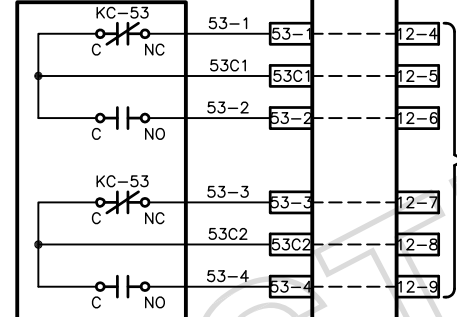 KC-53
C NC 53-1 53-1 12-4
53C1 53C1 12-5
C NO 53-2 53-2 12-6
KC-53
C NC 53-3 53-3 12-7
53C2 53C2 12-8
C NO 53-4 53-4 12-9